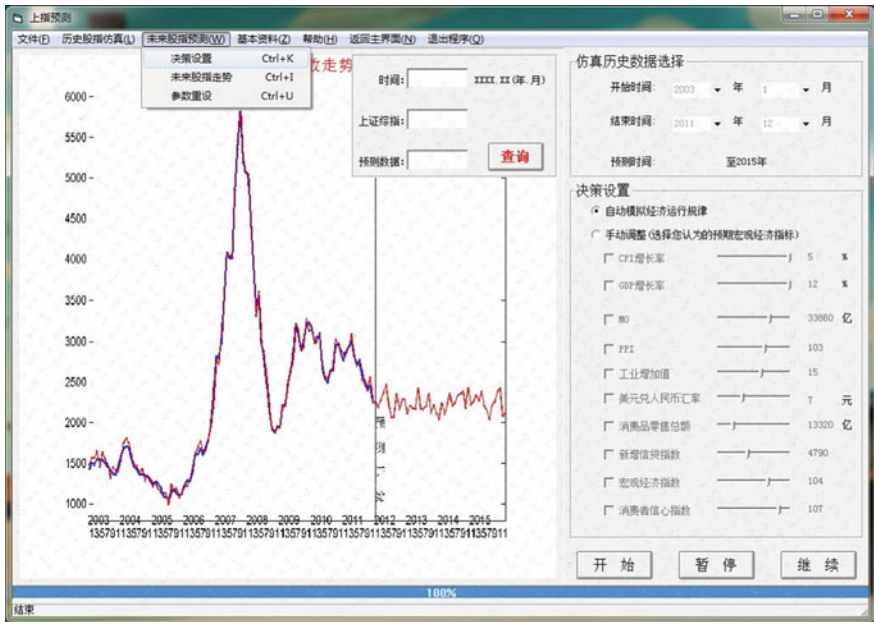 上指预测
文件(F) 历史股指仿真(L) 未来股指预测(W) 基本资料(Z) 帮助(H) 返回主界面(N) 退出程序(Q)
决策设置 Ctrl+K
未来股指走势 Ctrl+I
参数重设 Ctrl+U
数走势
时间: XXXX.XX(年.月)
上证综指:
预测数据: 查询
6000
5500
5000
4500
4000
3500
3000
2500
2000
1500
1000
2003 2004 2005 2006 2007 2008 2009 2010 2011 2012 2013 2014 2015
1357911357911357911357911357911357911357911357911357911357911357911357911357911
仿真历史数据选择
开始时间: 2003 年 1 月
结束时间: 2011 年 12 月
预测时间: 至2015年
决策设置
自动模拟经济运行规律
手动调整(选择您认为的预期宏观经济指标)
CPI增长率 5 %
GDP增长率 12 %
M0 33860 亿
PPI 103
工业增加值 15
美元兑人民币汇率 7 元
消费品零售总额 13320 亿
新增信贷指数 4790
宏观经济指数 104
消费者信心指数 107
开 始 暂 停 继 续
100%
结束